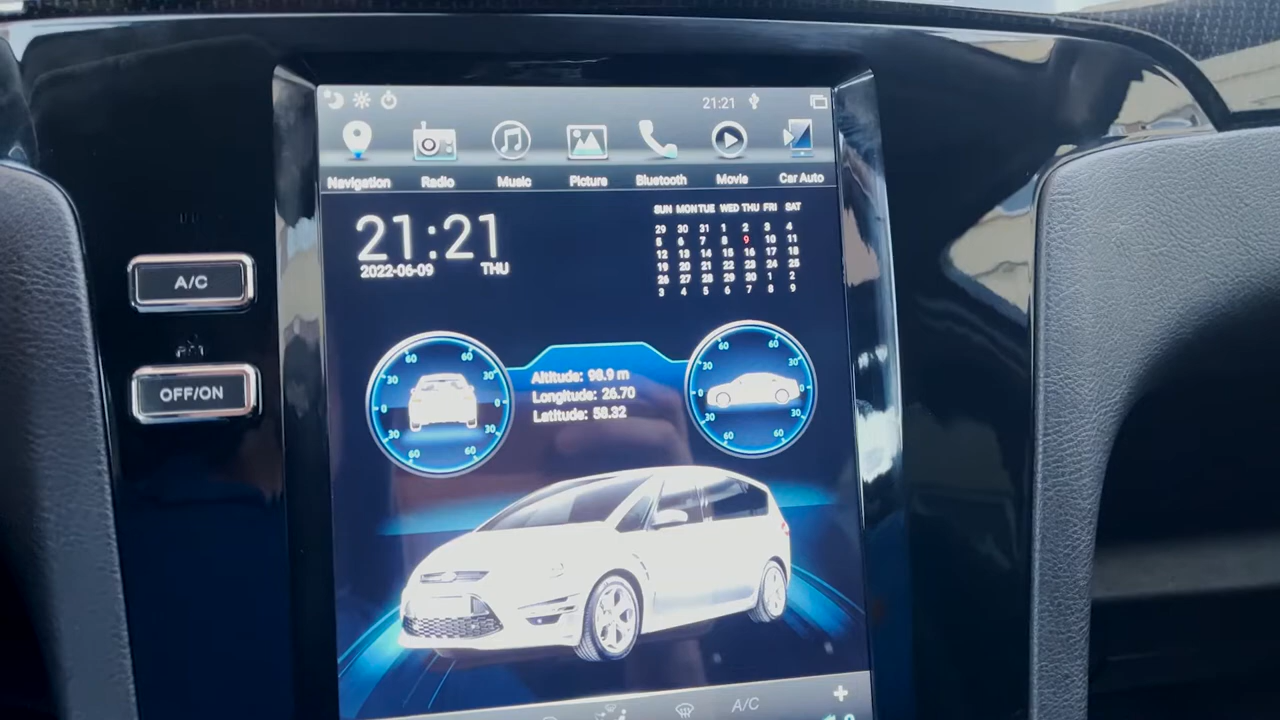 21:21
Navigation Radio Music Picture Bluetooth Movie Car Auto
21:21
2022-06-09 THU
SUN MON TUE WED THU FRI SAT
29 30 31 1 2 3 4
5 6 7 8 9 10 11
12 13 14 15 16 17 18
19 20 21 22 23 24 25
26 27 28 29 30 1 2
3 4 5 6 7 8 9
A/C
OFF/ON
60 60
30 30
0 0
30 30
60 60
Altitude: 98.9 m
Longitude: 26.70
Latitude: 58.32
60 60
30 30
0 0
30 30
60 60
A/C +